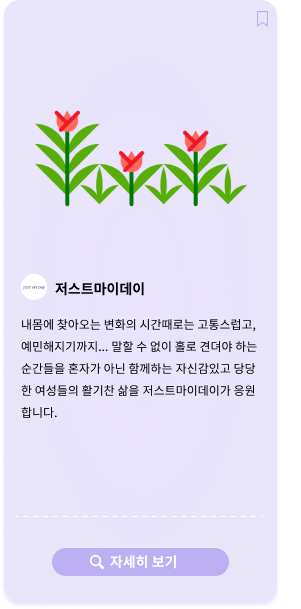 JUST MY DAY
저스트마이데이
내몸에 찾아오는 변화의 시간때로는 고통스럽고,
예민해지기까지... 말할 수 없이 홀로 견뎌야 하는
순간들을 혼자가 아닌 함께하는 자신감있고 당당
한 여성들의 활기찬 삶을 저스트마이데이가 응원
합니다.
자세히 보기